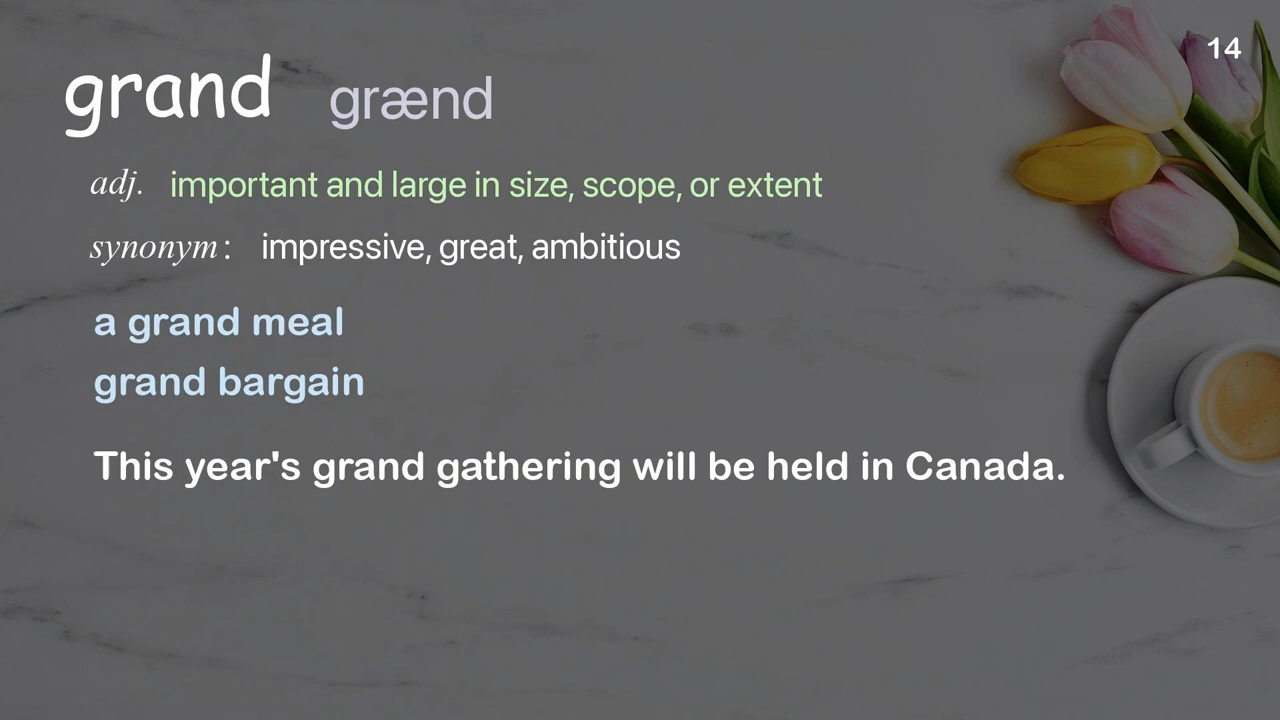 14
grand grænd
adj. important and large in size, scope, or extent
synonym: impressive, great, ambitious
a grand meal
grand bargain
This year's grand gathering will be held in Canada.